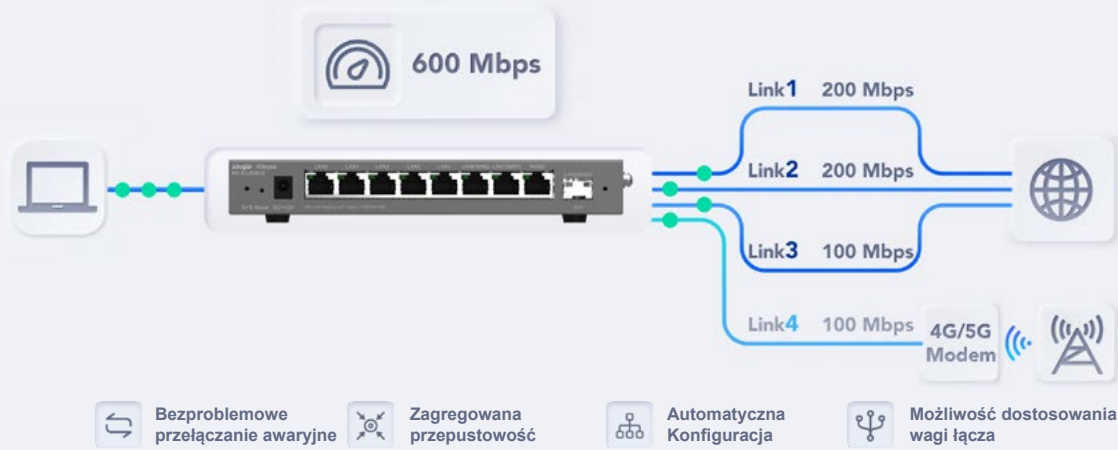 600 Mbps
Link1 200 Mbps
Link2 200 Mbps
Link3 100 Mbps
Link4 100 Mbps
4G/5G
Modem
Bezproblemowe
przełączanie awaryjne
Zagregowana
przepustowość
Automatyczna
Konfiguracja
Możliwość dostosowania
wagi łącza